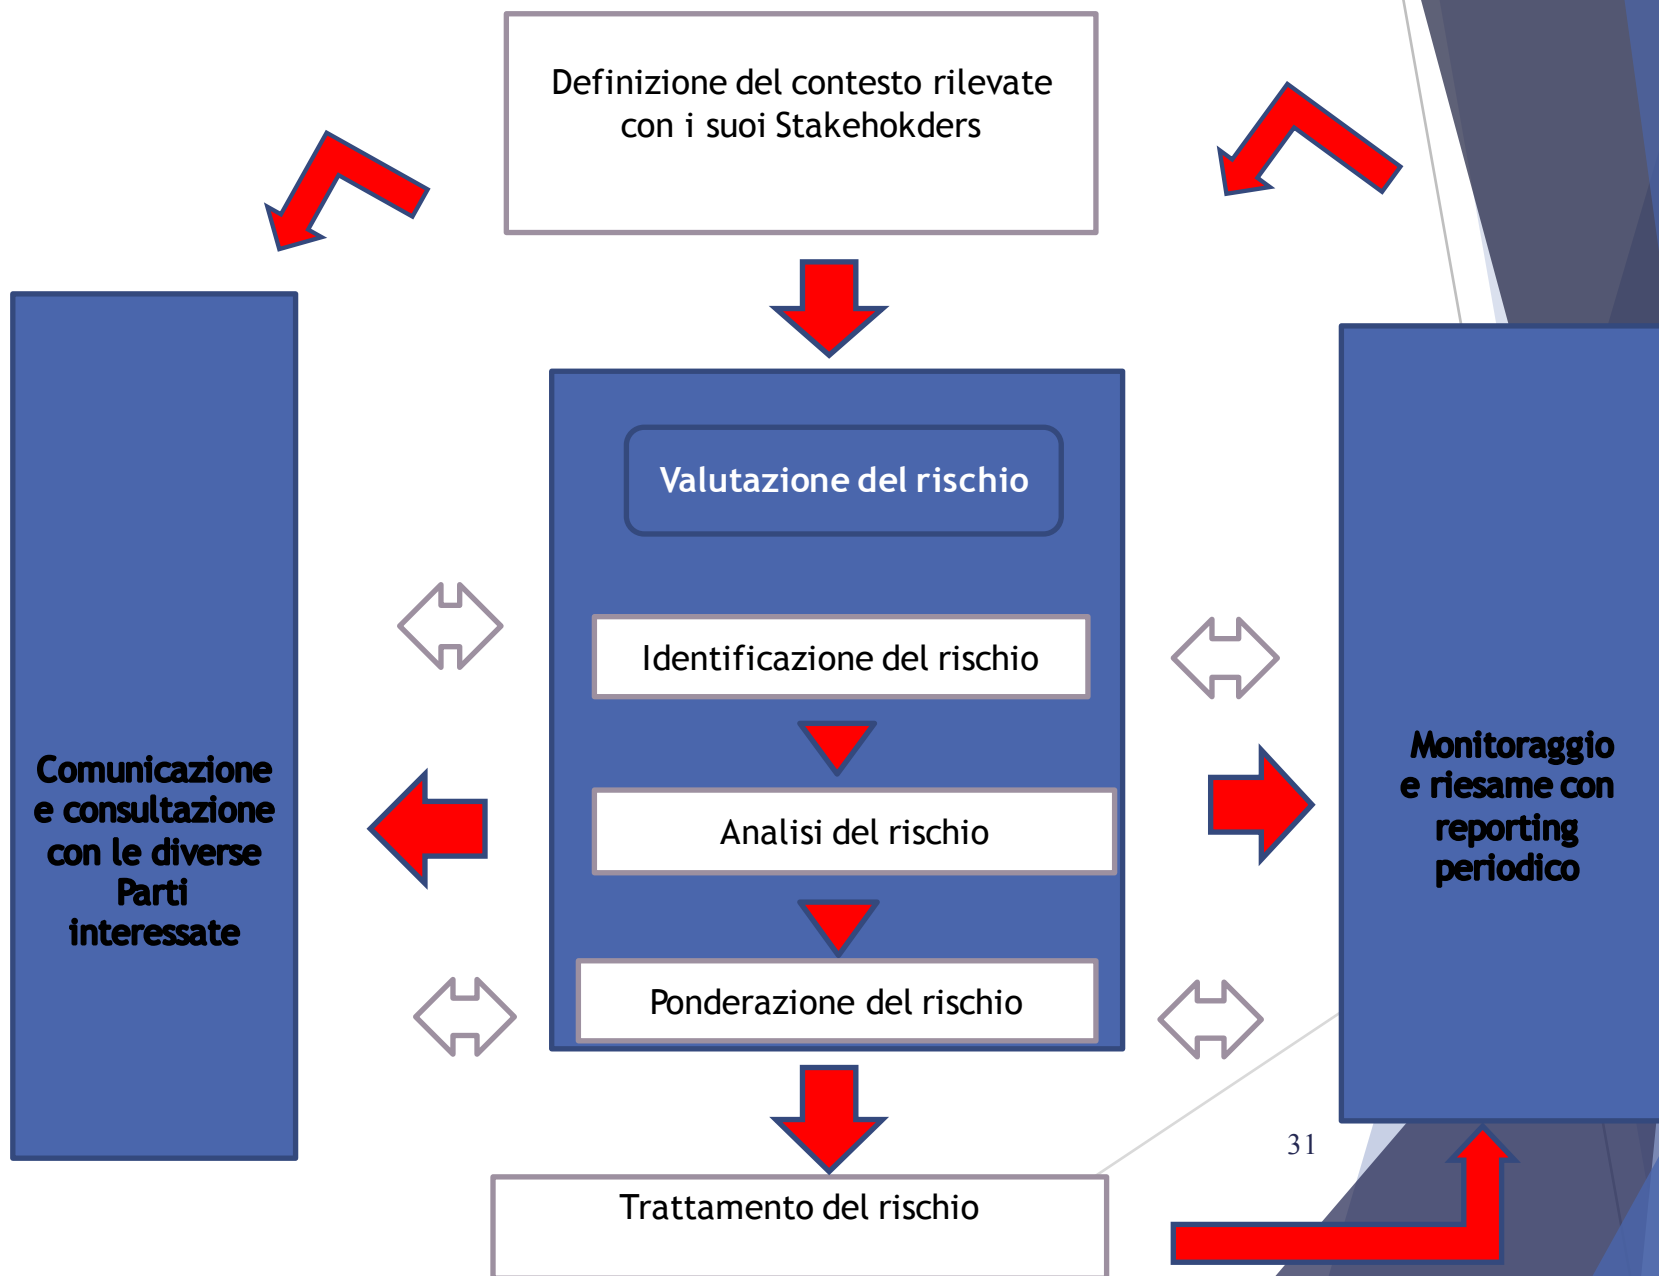 Definizione del contesto rilevate
con i suoi Stakehokders
Valutazione del rischio
Identificazione del rischio
Analisi del rischio
Ponderazione del rischio
Trattamento del rischio
Comunicazione
e consultazione
con le diverse
Parti
interessate
Monitoraggio
e riesame con
reporting
periodico
31